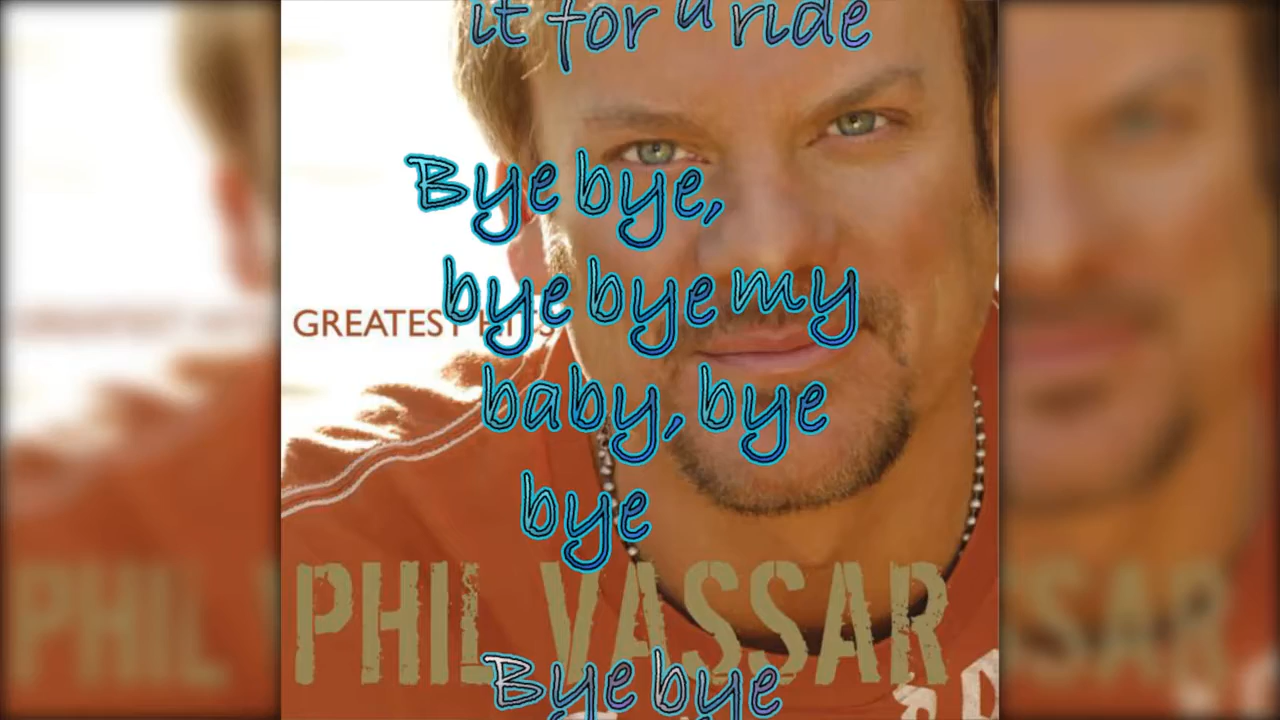 it for a ride
Bye bye,
bye bye my
GREATEST HITS
baby, bye
bye
PHIL VASSAR
Bye bye